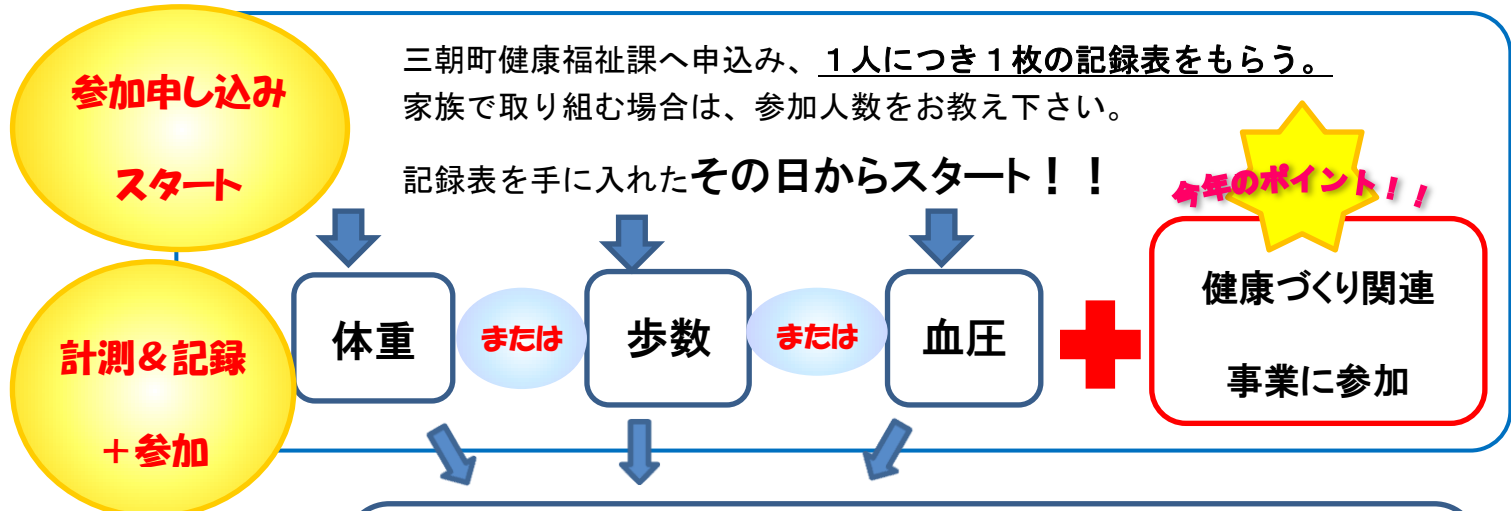 参加申し込み
スタート
三朝町健康福祉課へ申込み、１人につき１枚の記録表をもらう。
家族で取り組む場合は、参加人数をお教え下さい。
記録表を手に入れたその日からスタート！！
今年のポイント！！
計測&記録
＋参加
体重
または
歩数
または
血圧
健康づくり関連
事業に参加